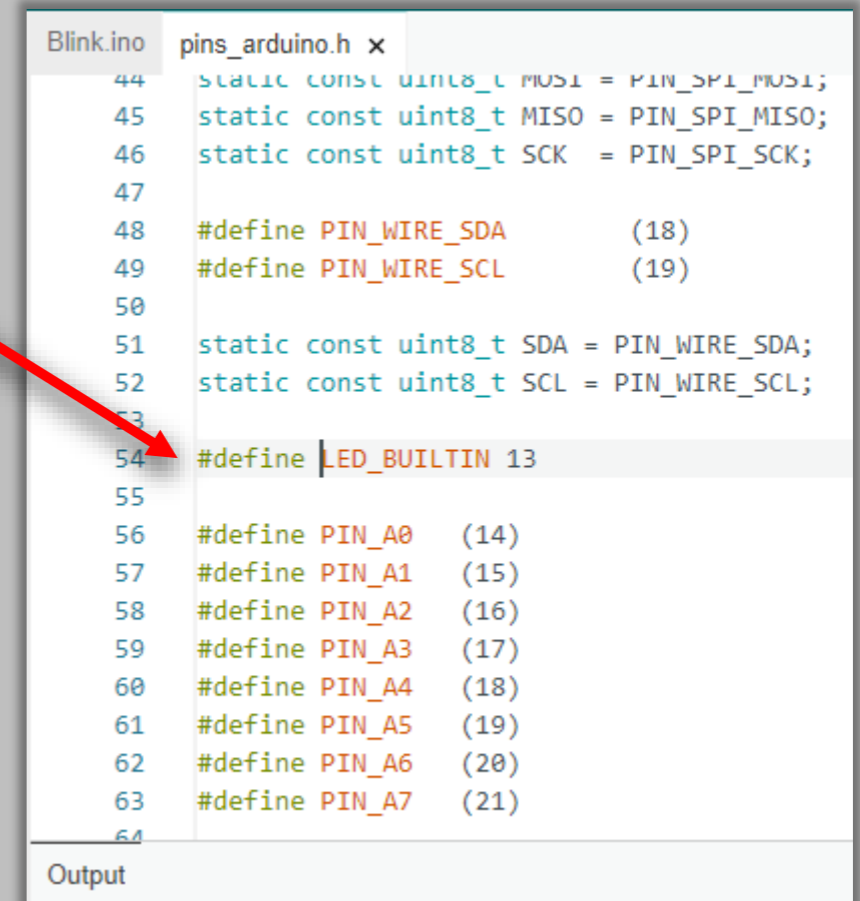 Blink.ino pins_arduino.h x
44 static const uint8_t MOSI = PIN_SPI_MOSI;
45 static const uint8_t MISO = PIN_SPI_MISO;
46 static const uint8_t SCK = PIN_SPI_SCK;
47
48 #define PIN_WIRE_SDA (18)
49 #define PIN_WIRE_SCL (19)
50
51 static const uint8_t SDA = PIN_WIRE_SDA;
52 static const uint8_t SCL = PIN_WIRE_SCL;
53
54 #define LED_BUILTIN 13
55
56 #define PIN_A0 (14)
57 #define PIN_A1 (15)
58 #define PIN_A2 (16)
59 #define PIN_A3 (17)
60 #define PIN_A4 (18)
61 #define PIN_A5 (19)
62 #define PIN_A6 (20)
63 #define PIN_A7 (21)
64
Output